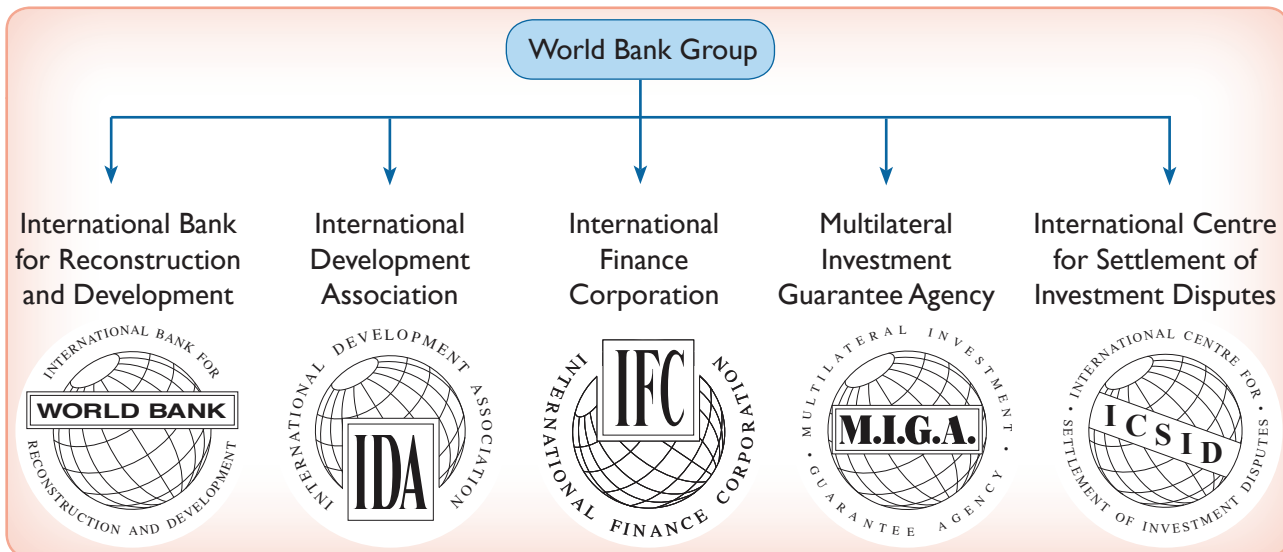 World Bank Group
International Bank
for Reconstruction
and Development
International
Development
Association
International
Finance
Corporation
Multilateral
Investment
Guarantee Agency
International Centre
for Settlement of
Investment Disputes
INTERNATIONAL BANK FOR
WORLD BANK
RECONSTRUCTION AND DEVELOPMENT
INTERNATIONAL DEVELOPMENT ASSOCIATION
IDA
IFC
INTERNATIONAL FINANCE CORPORATION
MULTILATERAL INVESTMENT
M.I.G.A.
• GUARANTEE AGENCY •
• INTERNATIONAL CENTRE FOR •
ICSID
SETTLEMENT OF INVESTMENT DISPUTES